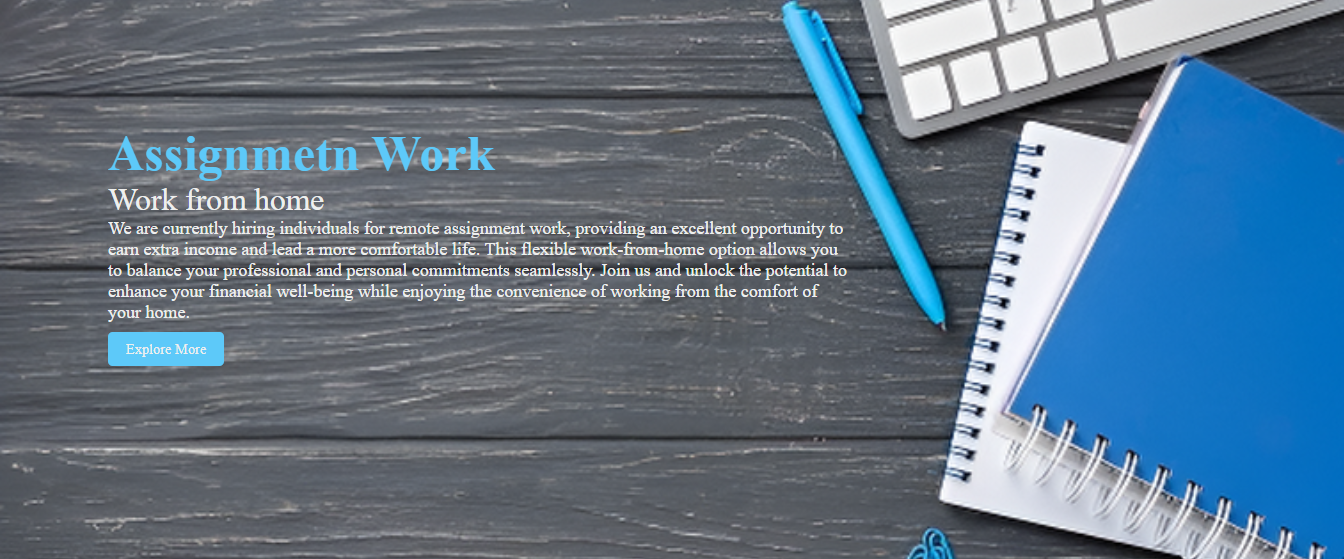 Assignmetn Work
Work from home
We are currently hiring individuals for remote assignment work, providing an excellent opportunity to
earn extra income and lead a more comfortable life. This flexible work-from-home option allows you
to balance your professional and personal commitments seamlessly. Join us and unlock the potential to
enhance your financial well-being while enjoying the convenience of working from the comfort of
your home.
Explore More